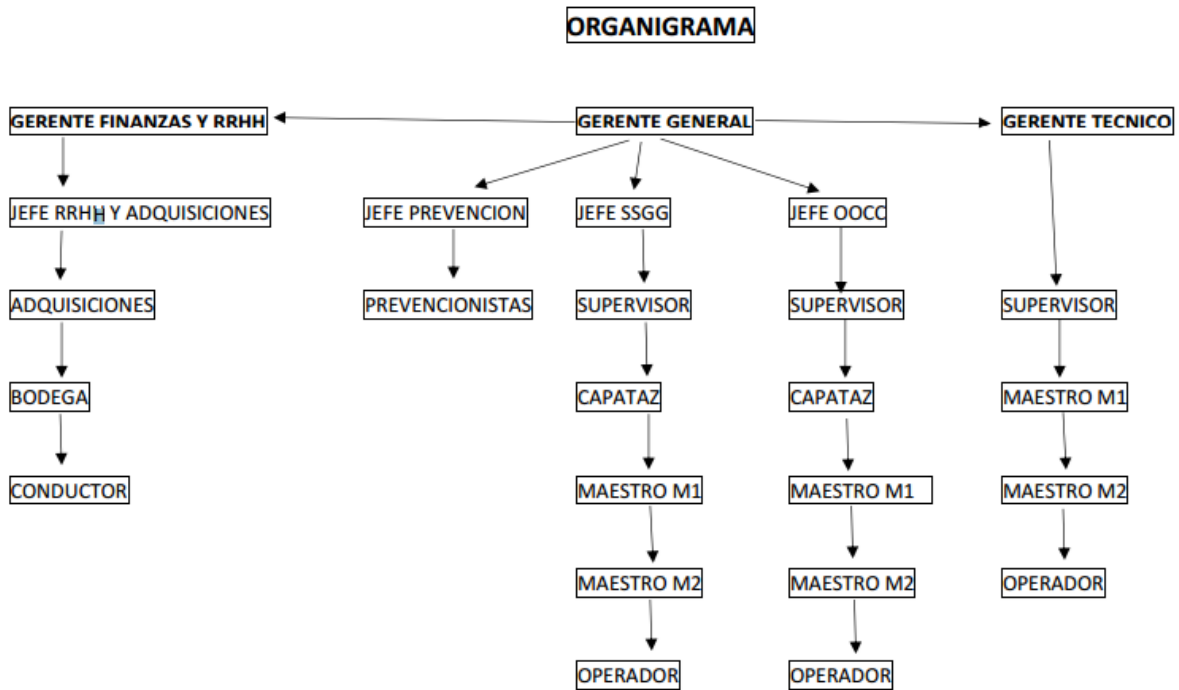 ORGANIGRAMA
GERENTE FINANZAS Y RRHH
GERENTE GENERAL
GERENTE TECNICO
JEFE RRHH Y ADQUISICIONES
JEFE PREVENCION
JEFE SSGG
JEFE OOCC
ADQUISICIONES
PREVENCIONISTAS
SUPERVISOR
SUPERVISOR
SUPERVISOR
BODEGA
CAPATAZ
CAPATAZ
MAESTRO M1
CONDUCTOR
MAESTRO M1
MAESTRO M1
MAESTRO M2
MAESTRO M2
MAESTRO M2
OPERADOR
OPERADOR
OPERADOR